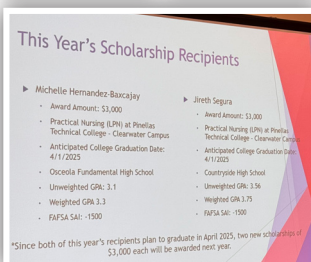 This Year's Scholarship Recipients
Michelle Hernandez-Baxcajay
Award Amount: $3,000
Practical Nursing (LPN) at Pinellas
Technical College - Clearwater Campus
Anticipated College Graduation Date:
4/1/2025
Osceola Fundamental High School
Unweighted GPA: 3.1
Weighted GPA 3.3
FAFSA SAI: -1500
Jireth Segura
Award Amount: $3,000
Practical Nursing (LPN) at Pinellas
Technical College - Clearwater Campus
Anticipated College Graduation Date:
4/1/2025
Countryside High School
Unweighted GPA: 3.56
Weighted GPA 3.75
FAFSA SAI: -1500
*Since both of this year's recipients plan to graduate in April 2025, two new scholarships of
$3,000 each will be awarded next year.